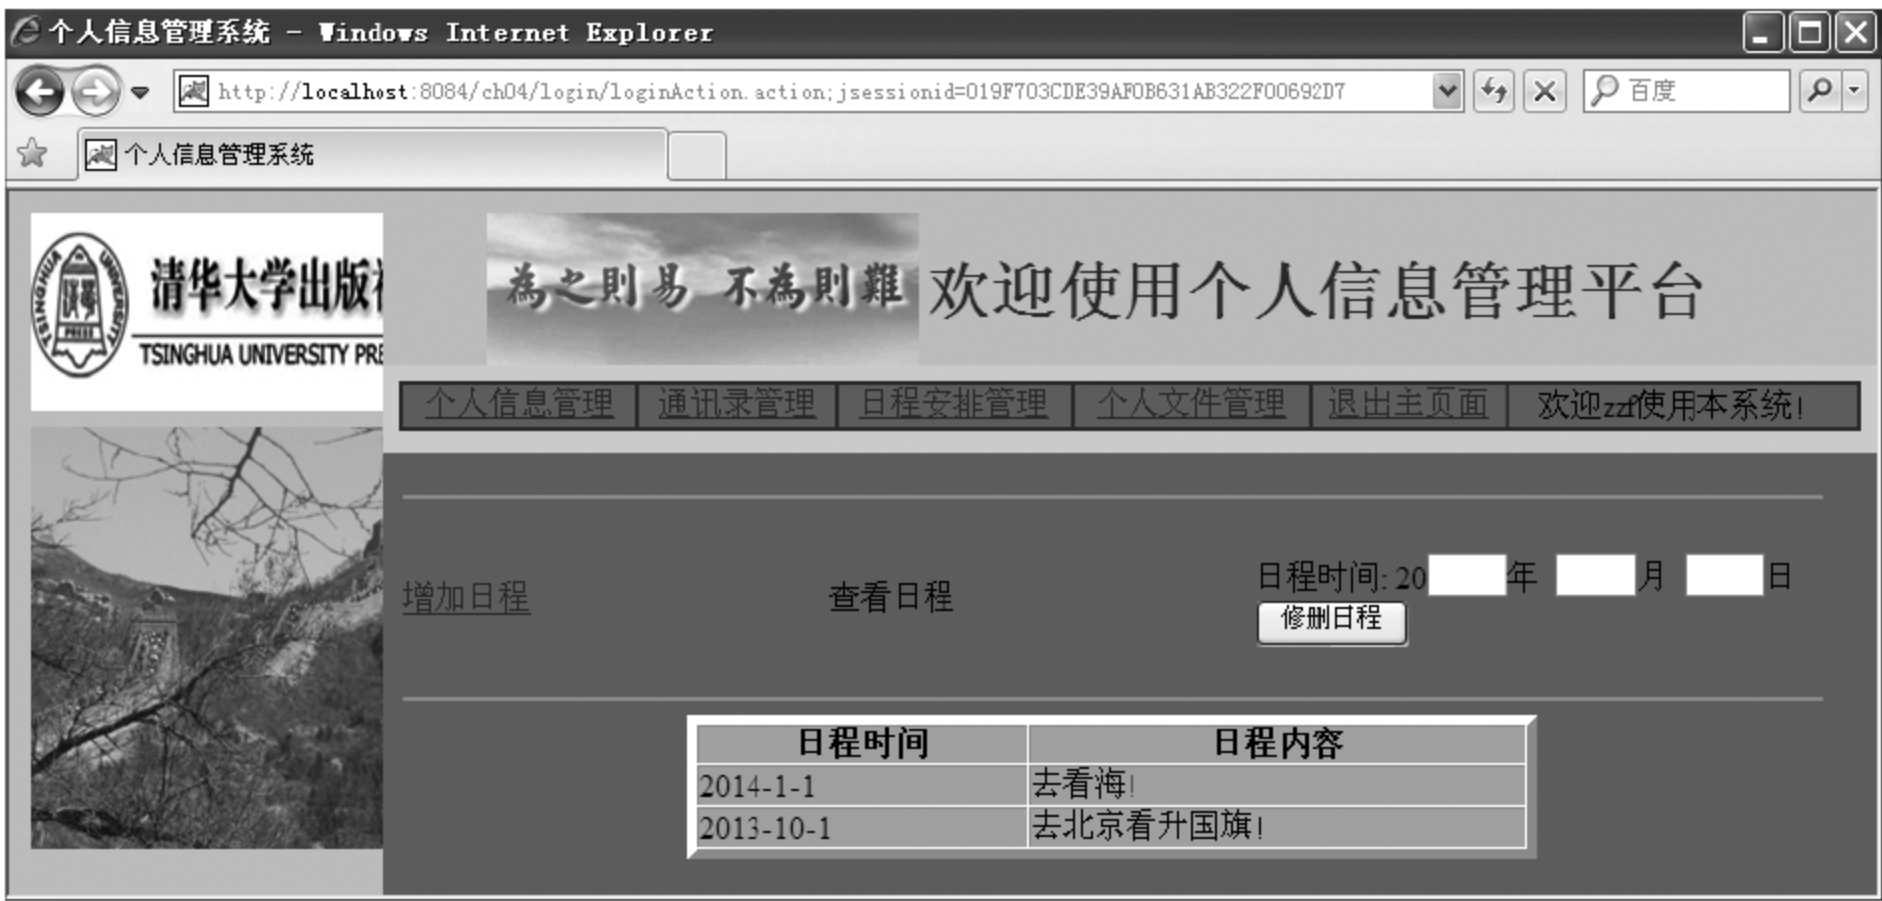 个人信息管理系统 - Windows Internet Explorer
http://localhost:8084/ch04/login/loginAction.action;jsessionid=019F703CDE39AF0B631AB322F00692D7
百度
个人信息管理系统
清华大学出版
TSINGHUA UNIVERSITY PRE
TSINGHUA UNIVERSITY
PRESS
為之則易 不為則難
欢迎使用个人信息管理平台
个人信息管理 通讯录管理 日程安排管理 个人文件管理 退出主页面 欢迎zzf使用本系统!
增加日程 查看日程 日程时间: 20 年 月 日
修删日程
日程时间 日程内容
2014-1-1 去看海!
2013-10-1 去北京看升国旗!